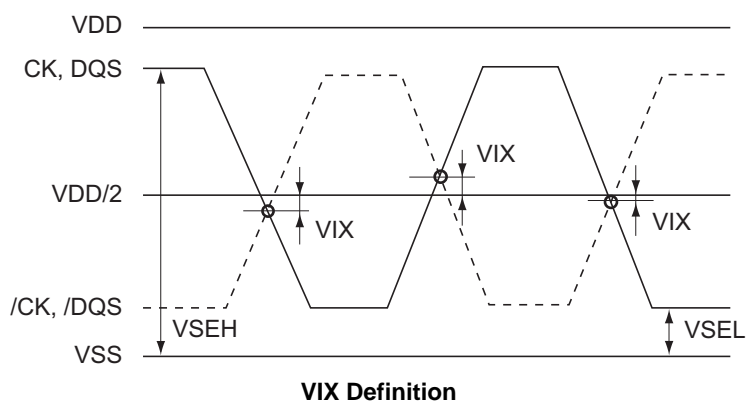 VDD
CK, DQS
VIX
VDD/2
VIX
VIX
/CK, /DQS
VSEH
VSEL
VSS
VIX Definition